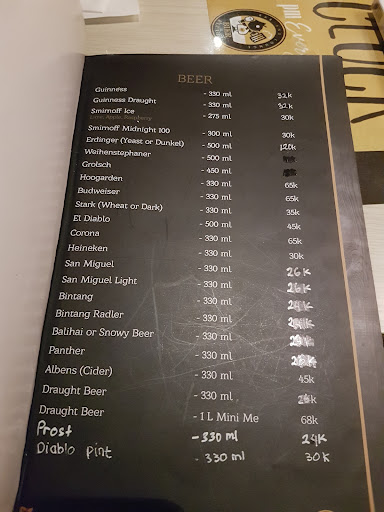 BEER
Guinness - 330 ml 32k
Guinness Draught - 330 ml 32k
Smirnoff Ice - 275 ml 30k
Lime, Apple, Raspberry
Smirnoff Midnight 100 - 300 ml 30k
Erdinger (Yeast or Dunkel) - 500 ml 120k
Weihenstephaner - 500 ml
Grolsch - 450 ml
Hoogarden - 330 ml 65k
Budweiser - 330 ml 65k
Stark (Wheat or Dark) - 330 ml 35k
El Diablo - 500 ml 45k
Corona - 330 ml 65k
Heineken - 330 ml 30k
San Miguel - 330 ml 26k
San Miguel Light - 330 ml 26k
Bintang - 330 ml
Bintang Radler - 330 ml
Balihai or Snowy Beer - 330 ml
Panther - 330 ml
Albens (Cider) - 330 ml 45k
Draught Beer - 330 ml
Draught Beer - 1 L Mini Me 68k
Prost - 330 ml 24k
Diablo pint - 330 ml 30k